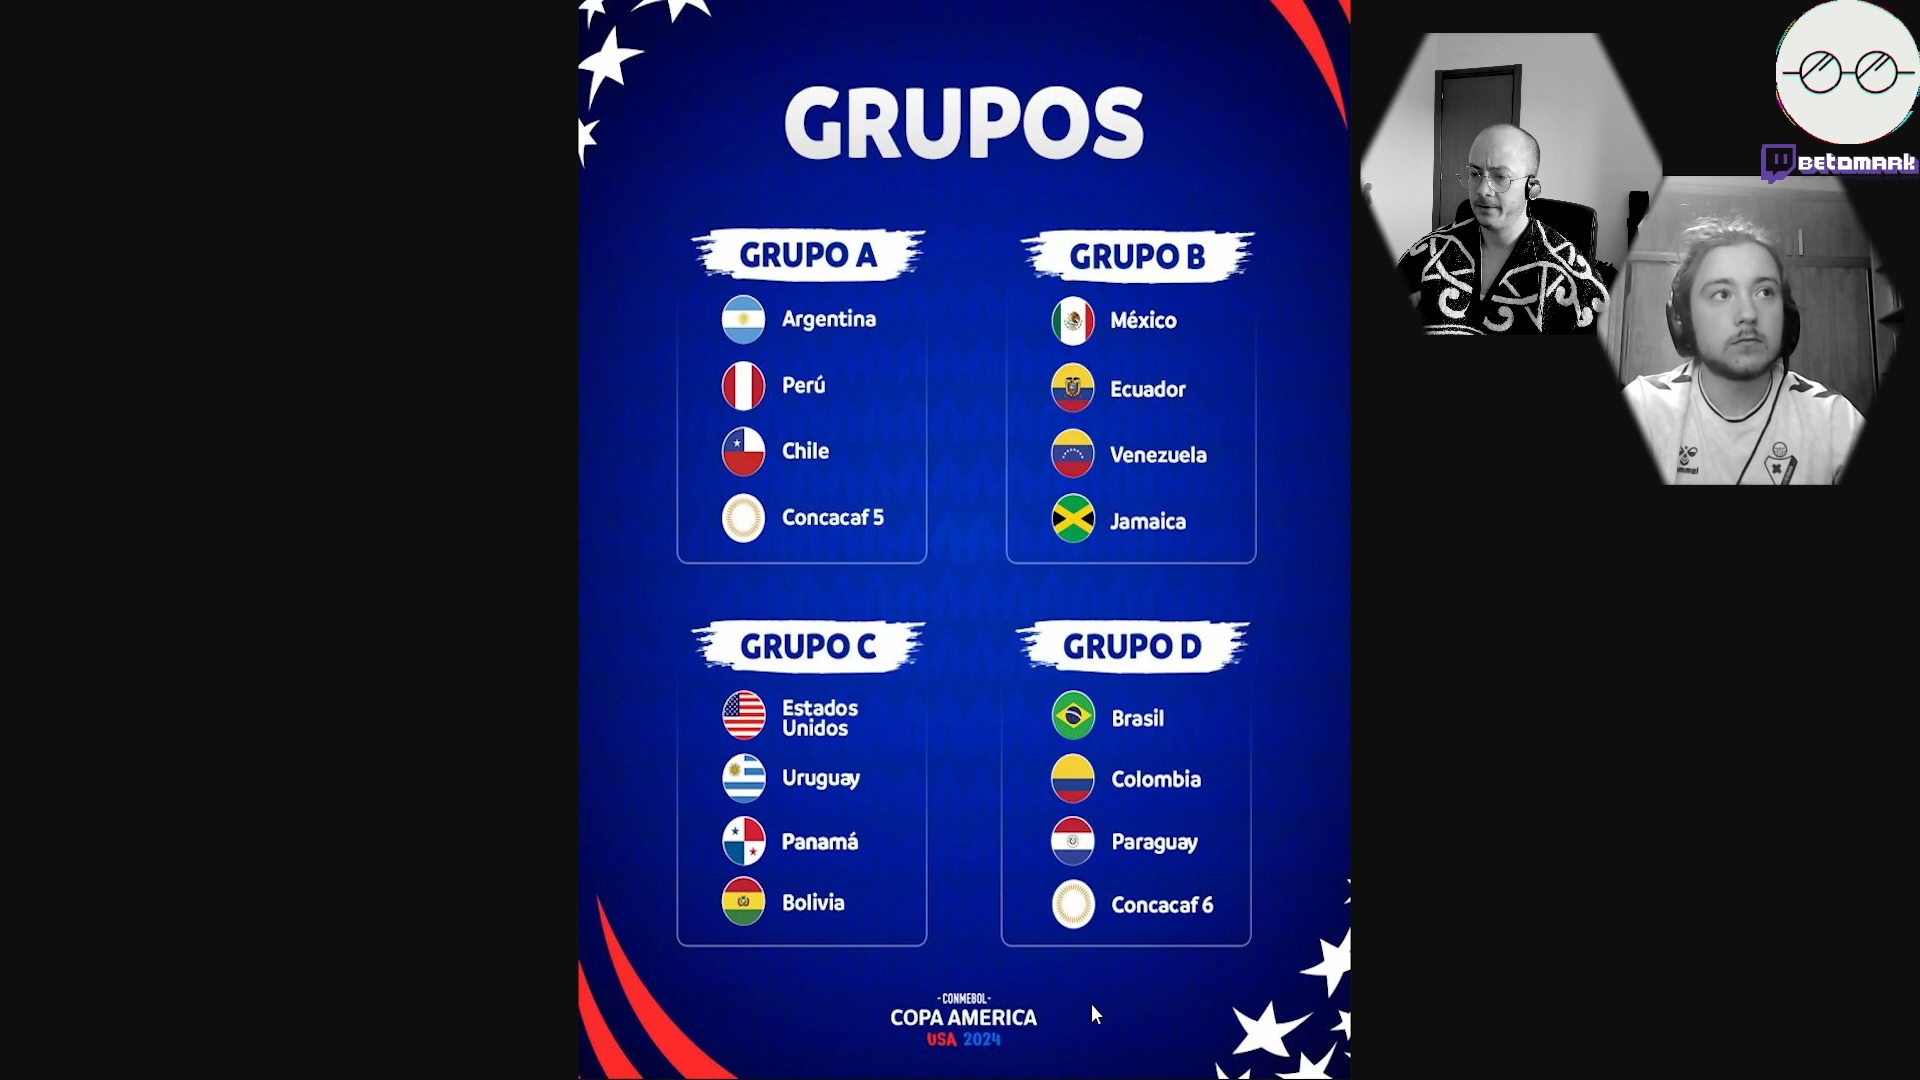 GRUPOS
GRUPO A
Argentina
Perú
Chile
Concacaf 5
GRUPO B
México
Ecuador
Venezuela
Jamaica
GRUPO C
Estados
Unidos
Uruguay
Panamá
Bolivia
GRUPO D
Brasil
Colombia
Paraguay
Concacaf 6
-CONMEBOL-
COPA AMERICA
USA 2024
BETOMARK